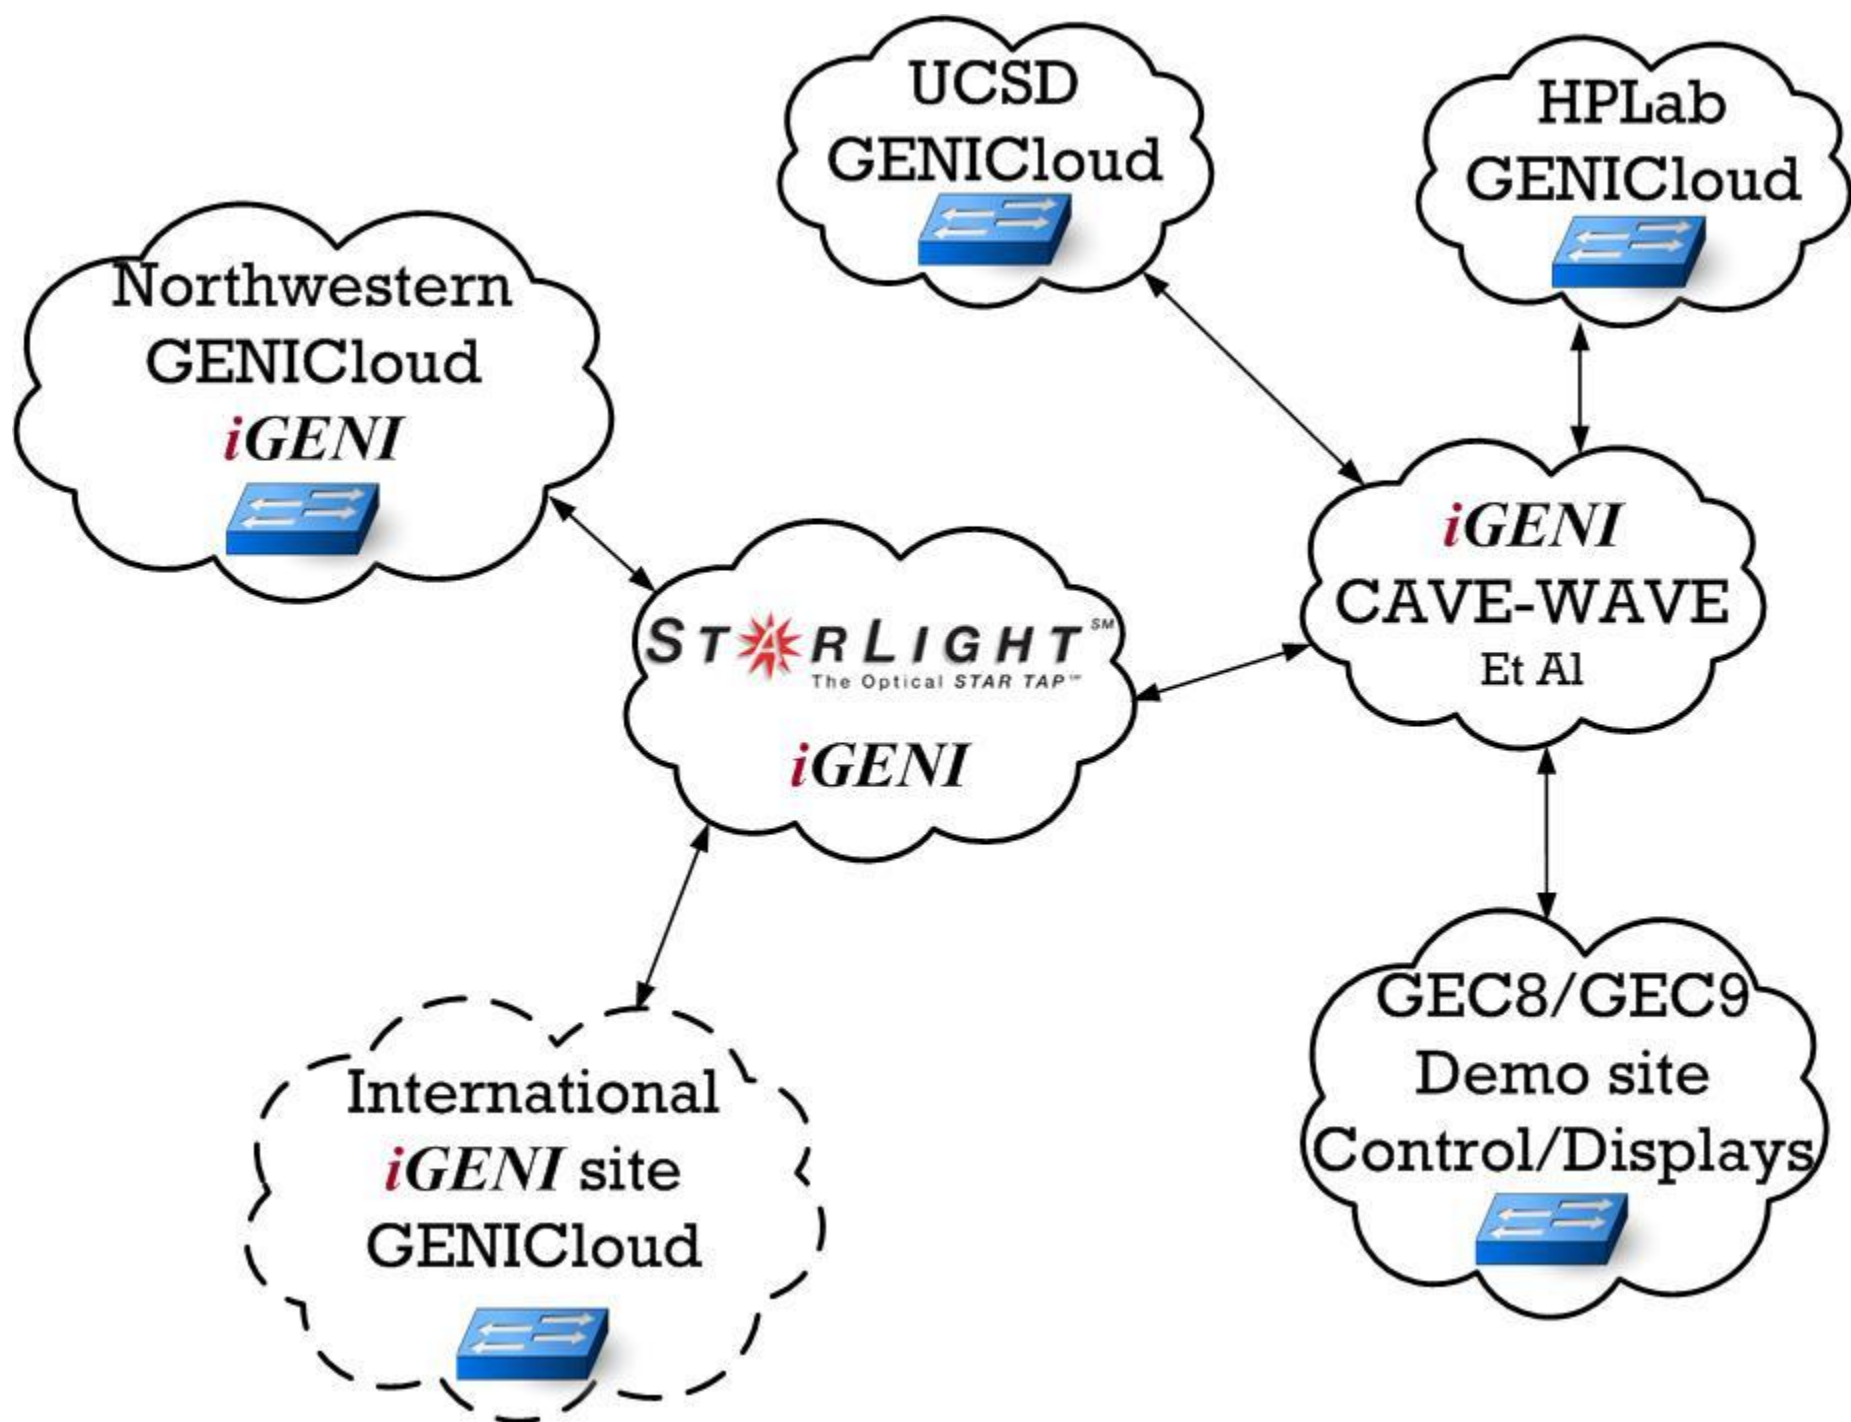 UCSD
GENICloud
HPLab
GENICloud
Northwestern
GENICloud
iGENI
STARLIGHT SM
The Optical STAR TAP
iGENI
iGENI
CAVE-WAVE
Et Al
International
iGENI site
GENICloud
GEC8/GEC9
Demo site
Control/Displays